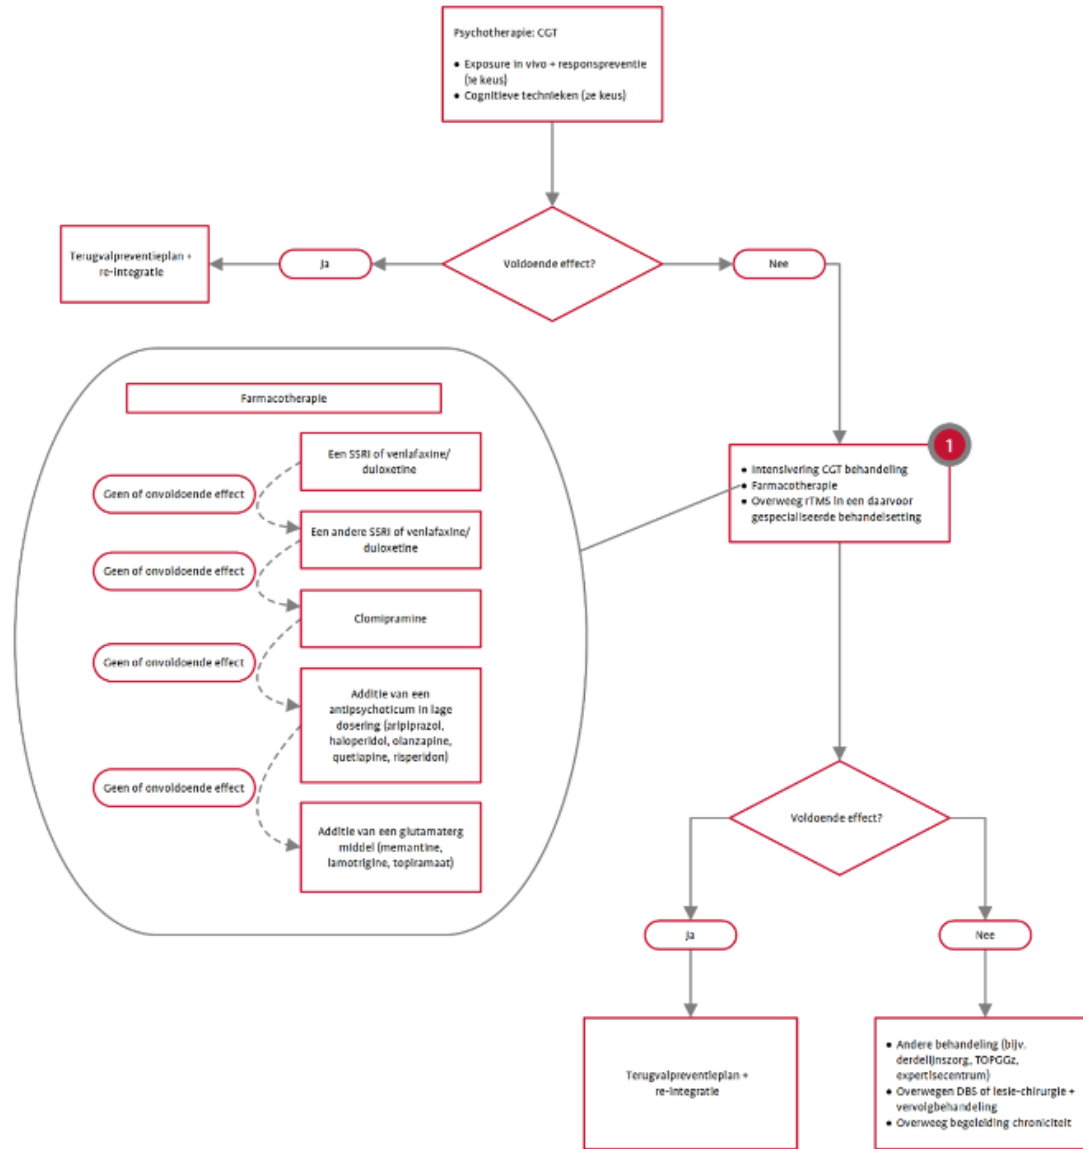 Psychotherapie: CGT
● Exposure in vivo + responspreventie
(1e keus)
● Cognitieve technieken (2e keus)
Voldoende effect?
Ja
Terugvalpreventieplan +
re-integratie
Nee
1
● Intensivering CGT behandeling
● Farmacotherapie
● Overweeg rTMS in een daarvoor
gespecialiseerde behandelsetting
Farmacotherapie
Een SSRI of venlafaxine/
duloxetine
Geen of onvoldoende effect
Een andere SSRI of venlafaxine/
duloxetine
Geen of onvoldoende effect
Clomipramine
Geen of onvoldoende effect
Additie van een
antipsychoticum in lage
dosering (aripiprazol,
haloperidol, olanzapine,
quetiapine, risperidon)
Geen of onvoldoende effect
Additie van een glutamaterg
middel (memantine,
lamotrigine, topiramaat)
Voldoende effect?
Ja
Nee
Terugvalpreventieplan +
re-integratie
● Andere behandeling (bijv.
derdelijnszorg, TOPGGz,
expertisecentrum)
● Overwegen DBS of lesie-chirurgie +
vervolgbehandeling
● Overweeg begeleiding chroniciteit